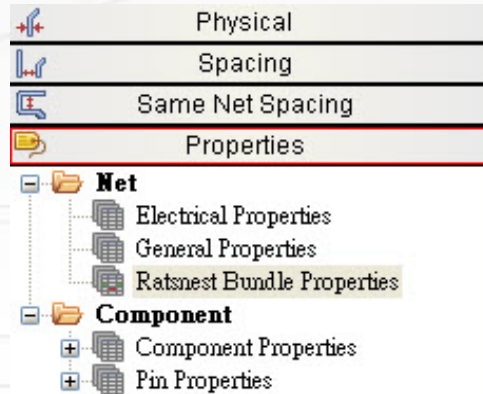 Physical
Spacing
Same Net Spacing
Properties
Net
Electrical Properties
General Properties
Ratsnest Bundle Properties
Component
Component Properties
Pin Properties